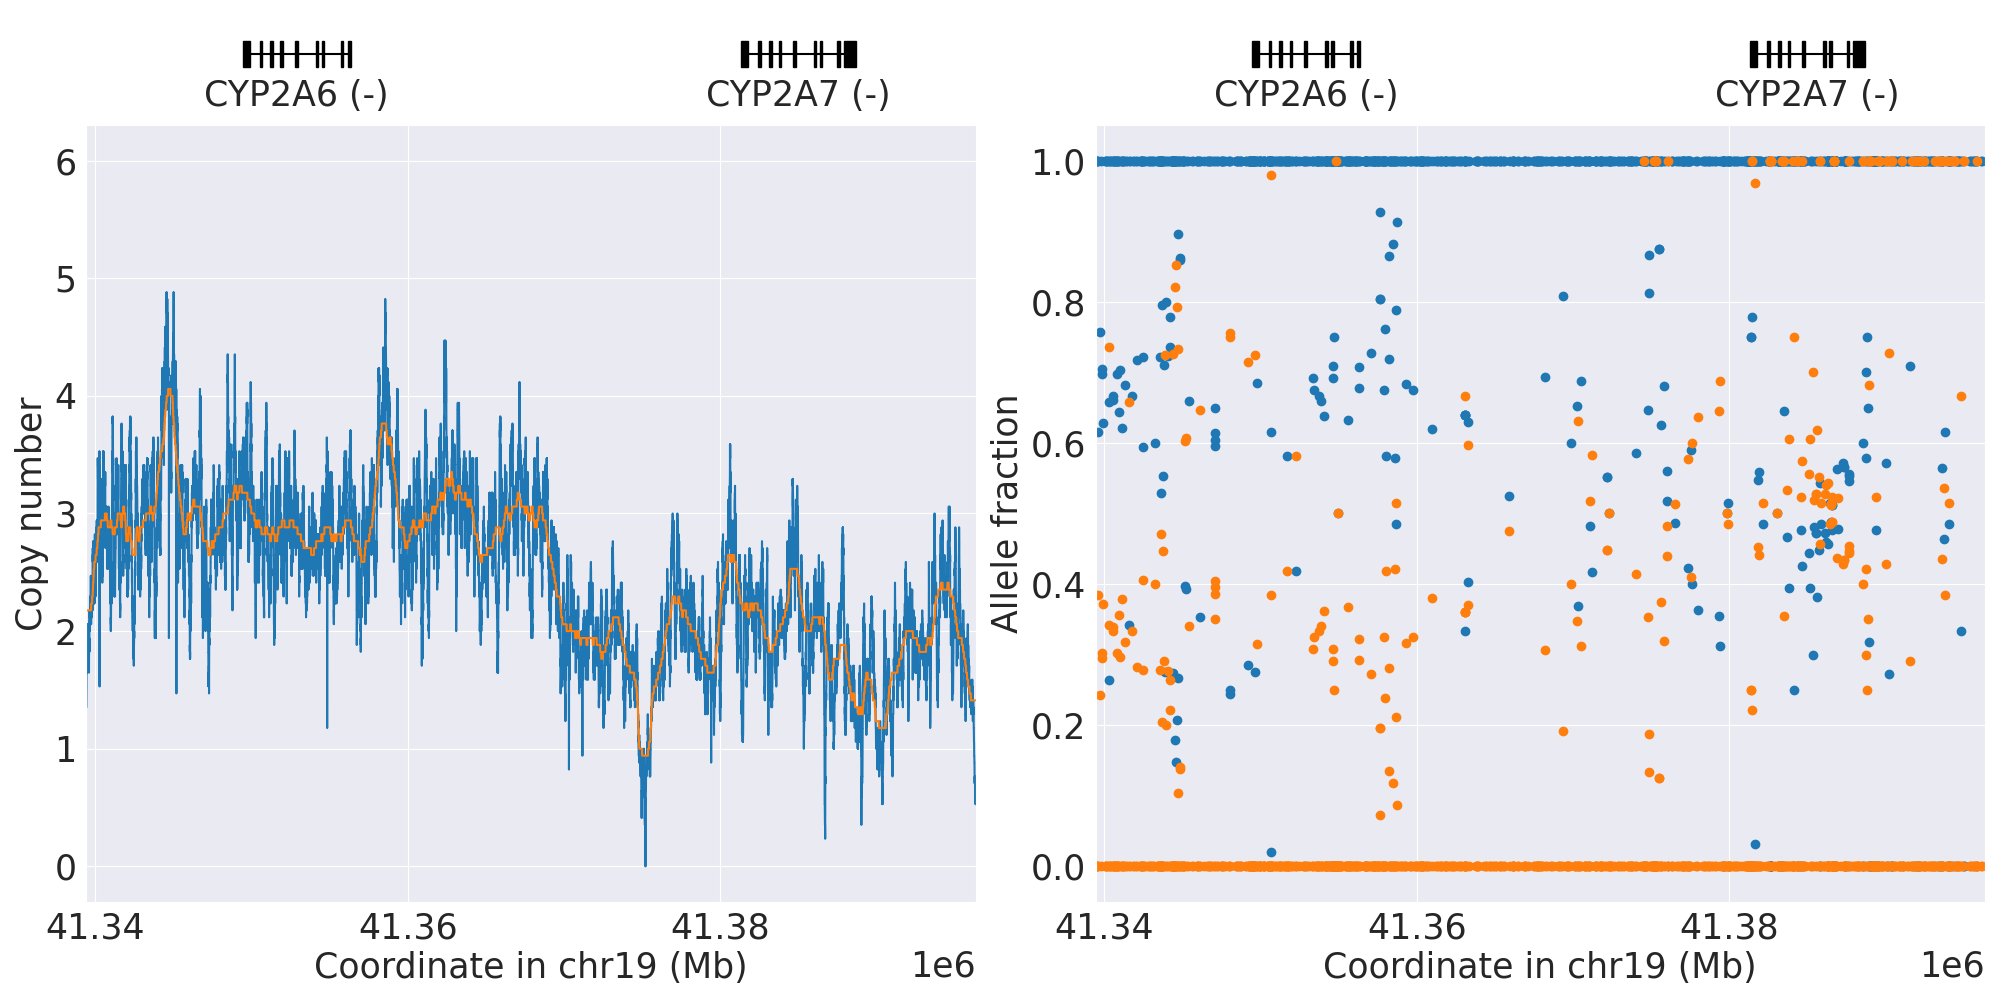 CYP2A6 (-) CYP2A7 (-)
6
5
4
3
2
1
0
Copy number
41.34 41.36 41.38
Coordinate in chr19 (Mb) 1e6
CYP2A6 (-) CYP2A7 (-)
1.0
0.8
0.6
0.4
0.2
0.0
Allele fraction
41.34 41.36 41.38
Coordinate in chr19 (Mb) 1e6